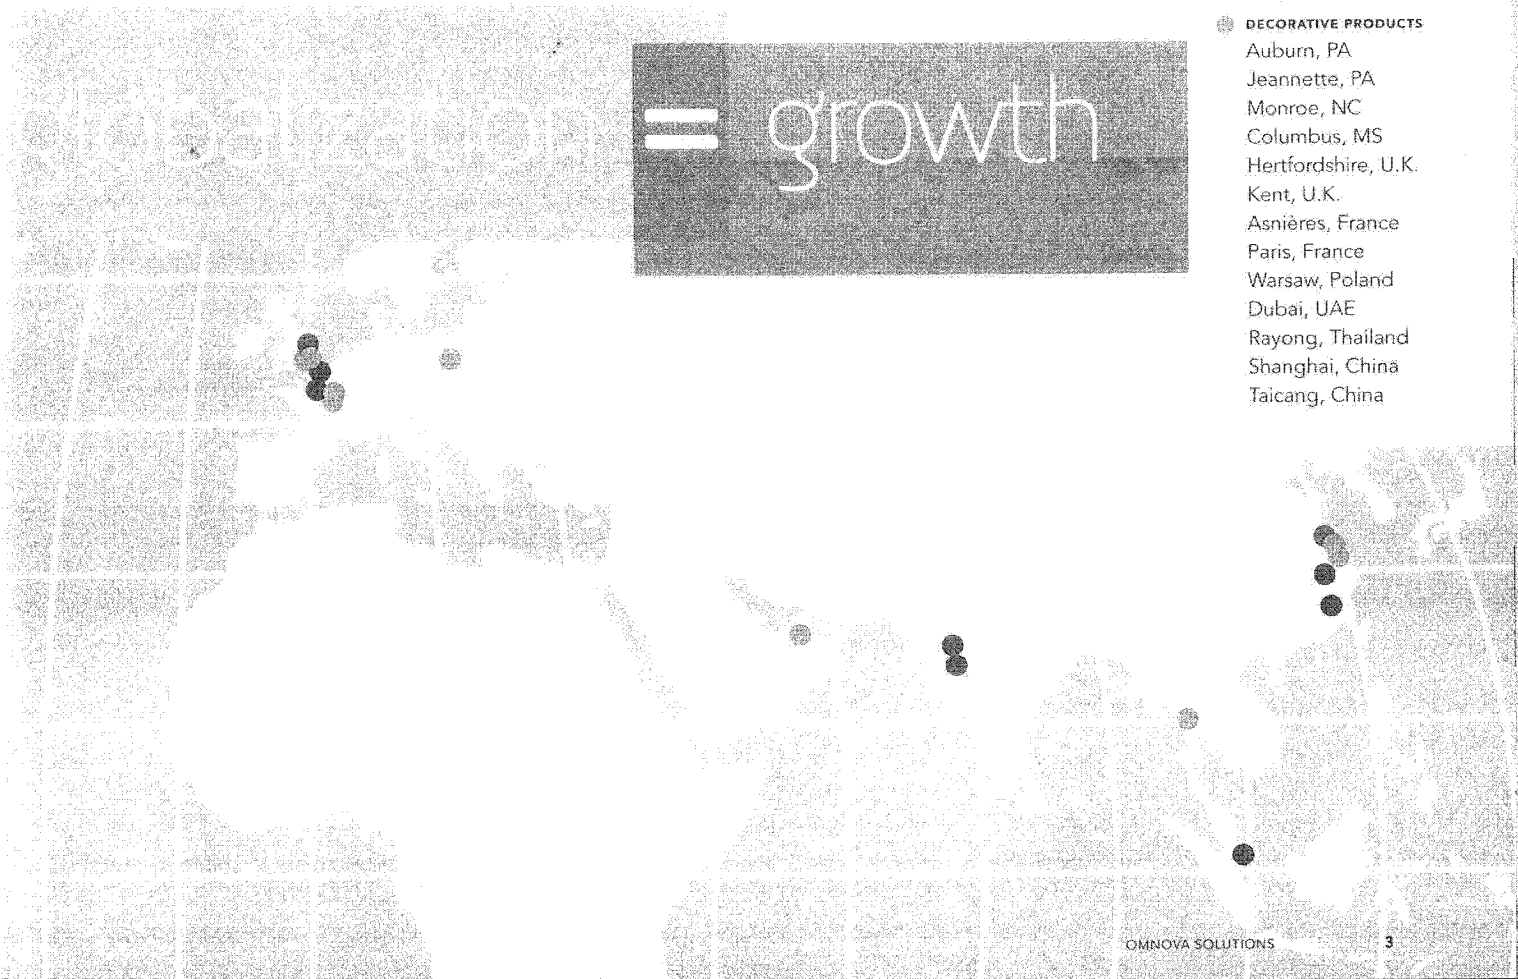 DECORATIVE PRODUCTS
Auburn, PA
Jeannette, PA
Monroe, NC
Columbus, MS
Hertfordshire, U.K.
Kent, U.K.
Asnières, France
Paris, France
Warsaw, Poland
Dubai, UAE
Rayong, Thailand
Shanghai, China
Taicang, China
= growth
OMNOVA SOLUTIONS 3